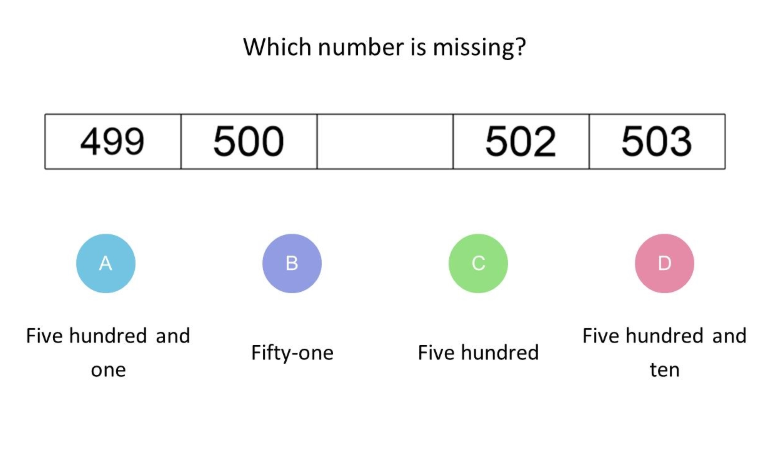 Which number is missing?
499 500 502 503
A B C D
Five hundred and one
Fifty-one
Five hundred
Five hundred and ten